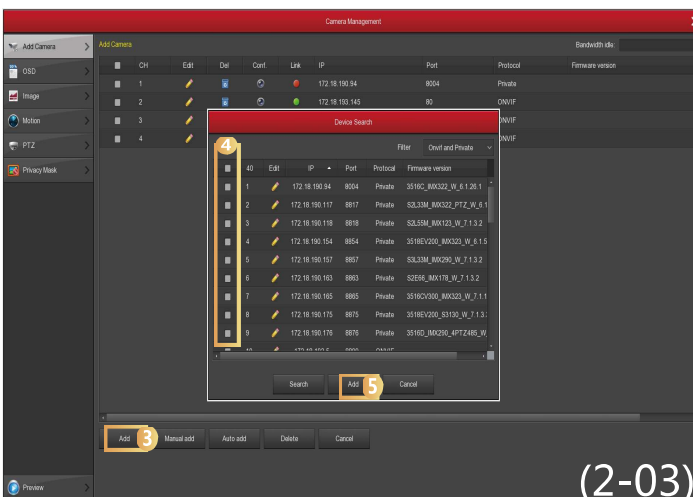 Camera Management
Add Camera
Add Camera
Bandwidth idle:
OSD
CH Edit Del Conf. Link IP Port Protocol Firmware version
1 172.18.190.94 8004 Private
Image
2 172.18.193.145 80 ONVIF
Motion
3 ONVIF
Device Search
4 ONVIF
PTZ
4
Filter Onvif and Private
Privacy Mask
40 Edit IP Port Protocal Firmware version
1 172.18.190.94 8004 Private 3516C_IMX322_W_6.1.26.1
2 172.18.190.117 8817 Private S2L33M_IMX322_PTZ_W_6.1
3 172.18.190.118 8818 Private S2L55M_IMX123_W_7.1.3.2
4 172.18.190.154 8854 Private 3518EV200_IMX323_W_6.1.5
5 172.18.190.157 8857 Private S3L33M_IMX290_W_7.1.3.2
6 172.18.190.163 8863 Private S2E66_IMX178_W_7.1.3.2
7 172.18.190.165 8865 Private 3516CV300_IMX323_W_7.1.1
8 172.18.190.175 8875 Private 3518EV200_S3130_W_7.1.3.
9 172.18.190.176 8876 Private 3516D_IMX290_4PTZ485_W_
Search Add 5 Cancel
Add 3 Manual add Auto add Delete Cancel
Preview
(2-03)